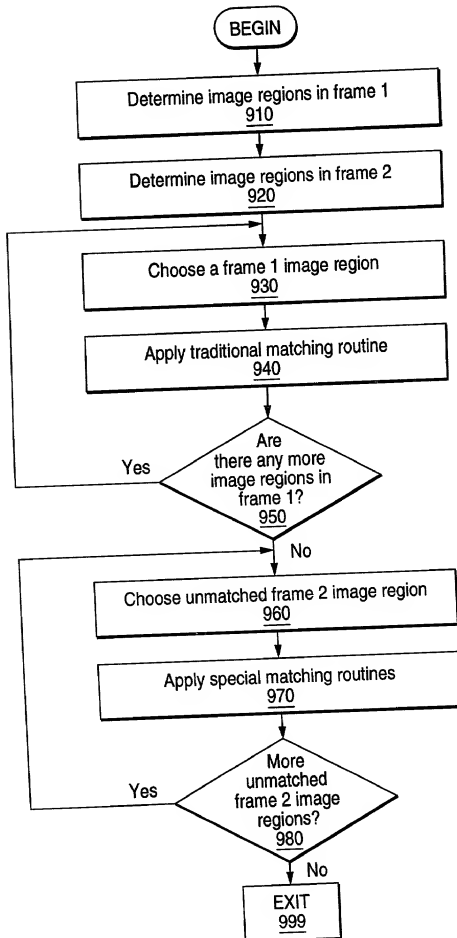 BEGIN
Determine image regions in frame 1
910
Determine image regions in frame 2
920
Choose a frame 1 image region
930
Apply traditional matching routine
940
Are
there any more
image regions in
frame 1?
950
Yes
No
Choose unmatched frame 2 image region
960
Apply special matching routines
970
More
unmatched
frame 2 image
regions?
980
Yes
No
EXIT
999